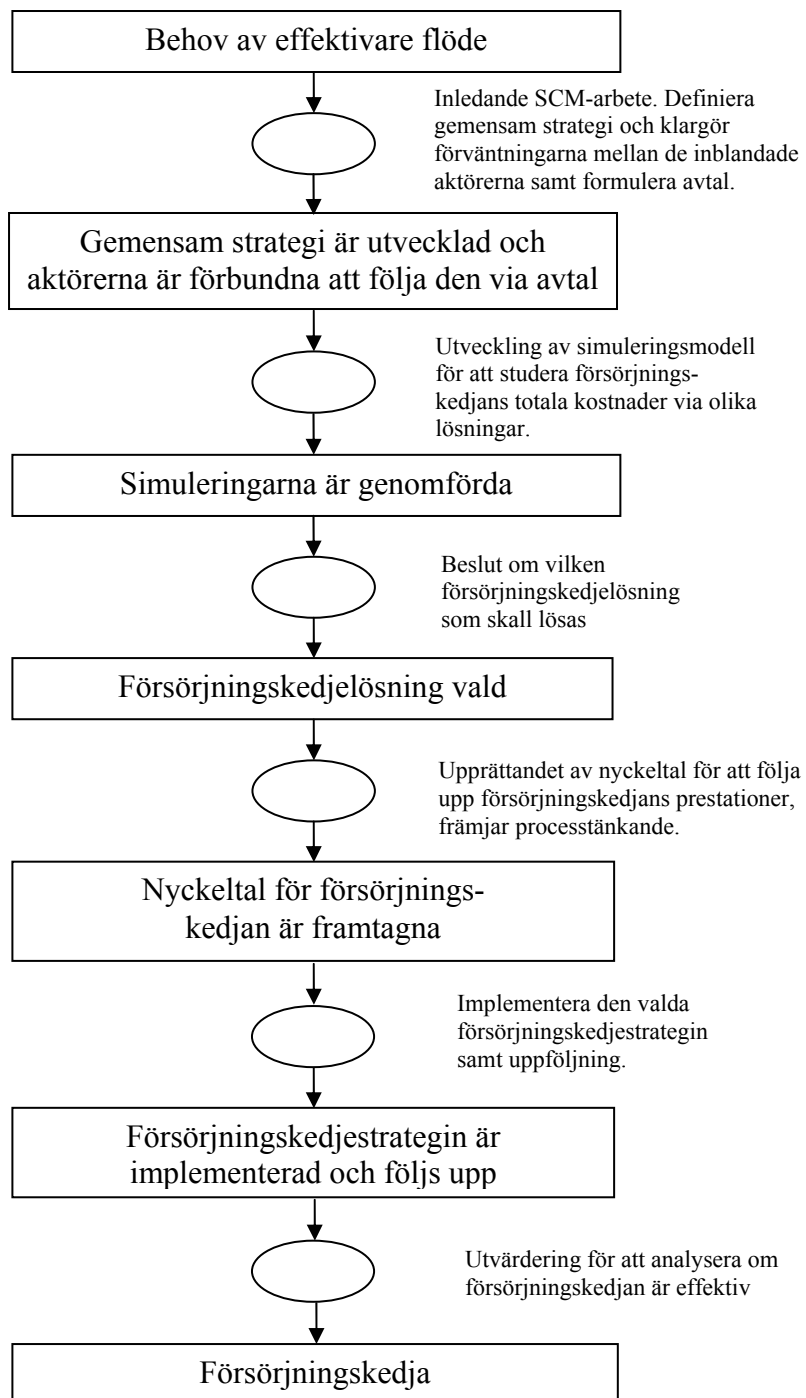 Behov av effektivare flöde
Inledande SCM-arbete. Definiera
gemensam strategi och klargör
förväntningarna mellan de inblandade
aktörerna samt formulera avtal.
Gemensam strategi är utvecklad och
aktörerna är förbundna att följa den via avtal
Utveckling av simuleringsmodell
för att studera försörjnings-
kedjans totala kostnader via olika
lösningar.
Simuleringarna är genomförda
Beslut om vilken
försörjningskedjelösning
som skall lösas
Försörjningskedjelösning vald
Upprättandet av nyckeltal för att följa
upp försörjningskedjans prestationer,
främjar processtänkande.
Nyckeltal för försörjnings-
kedjan är framtagna
Implementera den valda
försörjningskedjestrategin
samt uppföljning.
Försörjningskedjestrategin är
implementerad och följs upp
Utvärdering för att analysera om
försörjningskedjan är effektiv
Försörjningskedja